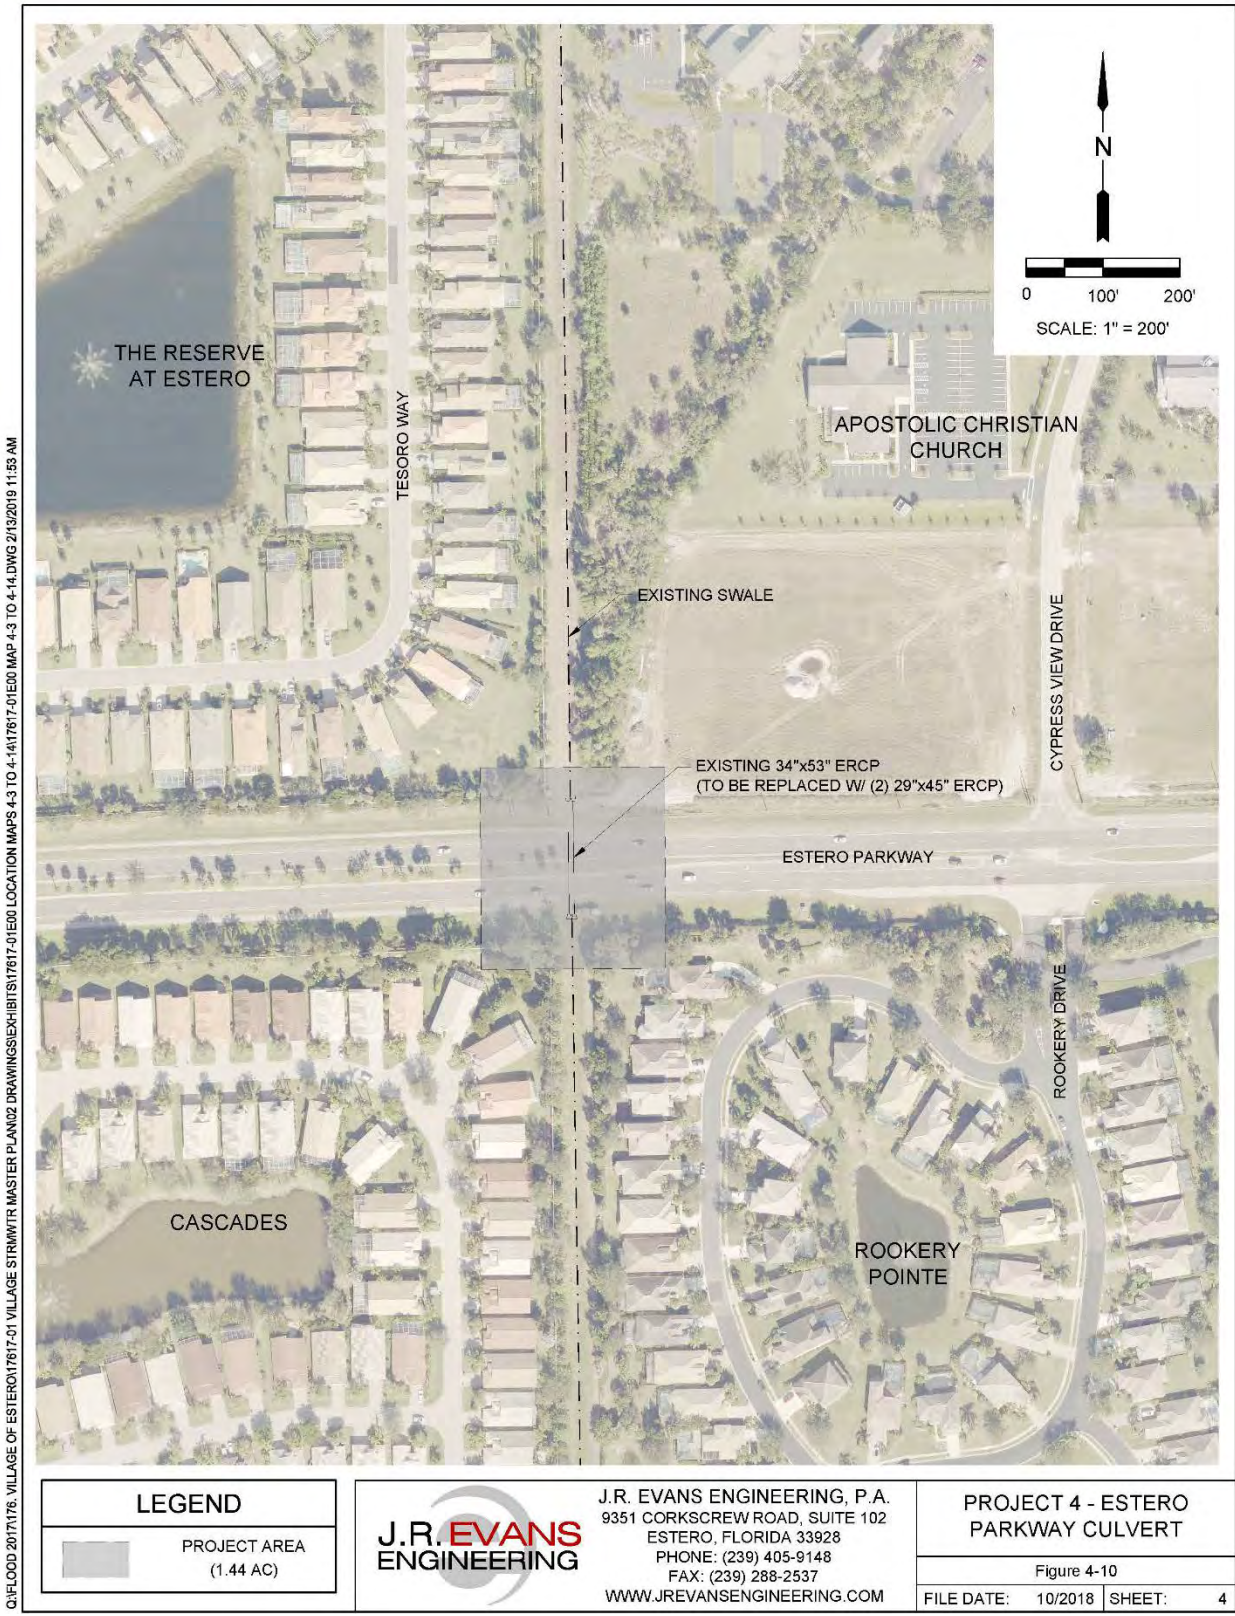 N
0 100' 200'
SCALE: 1" = 200'
THE RESERVE
AT ESTERO
TESORO WAY
APOSTOLIC CHRISTIAN
CHURCH
EXISTING SWALE
CYPRESS VIEW DRIVE
EXISTING 34"x53" ERCP
(TO BE REPLACED W/ (2) 29"x45" ERCP)
ESTERO PARKWAY
ROOKERY DRIVE
CASCADES
ROOKERY
POINTE
Q:\FLOOD 2017\176. VILLAGE OF ESTERO\17617-01 VILLAGE STRMWTR MASTER PLAN\02 DRAWINGS\EXHIBITS\17617-01E00 LOCATION MAPS 4-3 TO 4-14\17617-01E00 MAP 4-3 TO 4-14.DWG 2/13/2019 11:53 AM
LEGEND
PROJECT AREA
(1.44 AC)
J.R.EVANS
ENGINEERING
J.R. EVANS ENGINEERING, P.A.
9351 CORKSCREW ROAD, SUITE 102
ESTERO, FLORIDA 33928
PHONE: (239) 405-9148
FAX: (239) 288-2537
WWW.JREVANSENGINEERING.COM
PROJECT 4 - ESTERO
PARKWAY CULVERT
Figure 4-10
FILE DATE: 10/2018 SHEET: 4